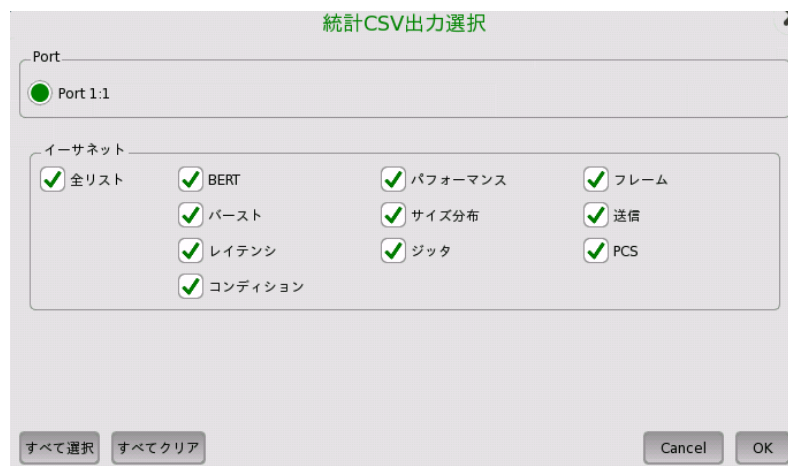 統計CSV出力選択
Port
Port 1:1
イーサネット
全リスト BERT パフォーマンス フレーム
バースト サイズ分布 送信
レイテンシ ジッタ PCS
コンディション
すべて選択 すべてクリア Cancel OK